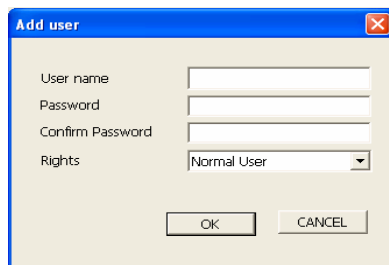 Add user
User name
Password
Confirm Password
Rights Normal User
OK CANCEL